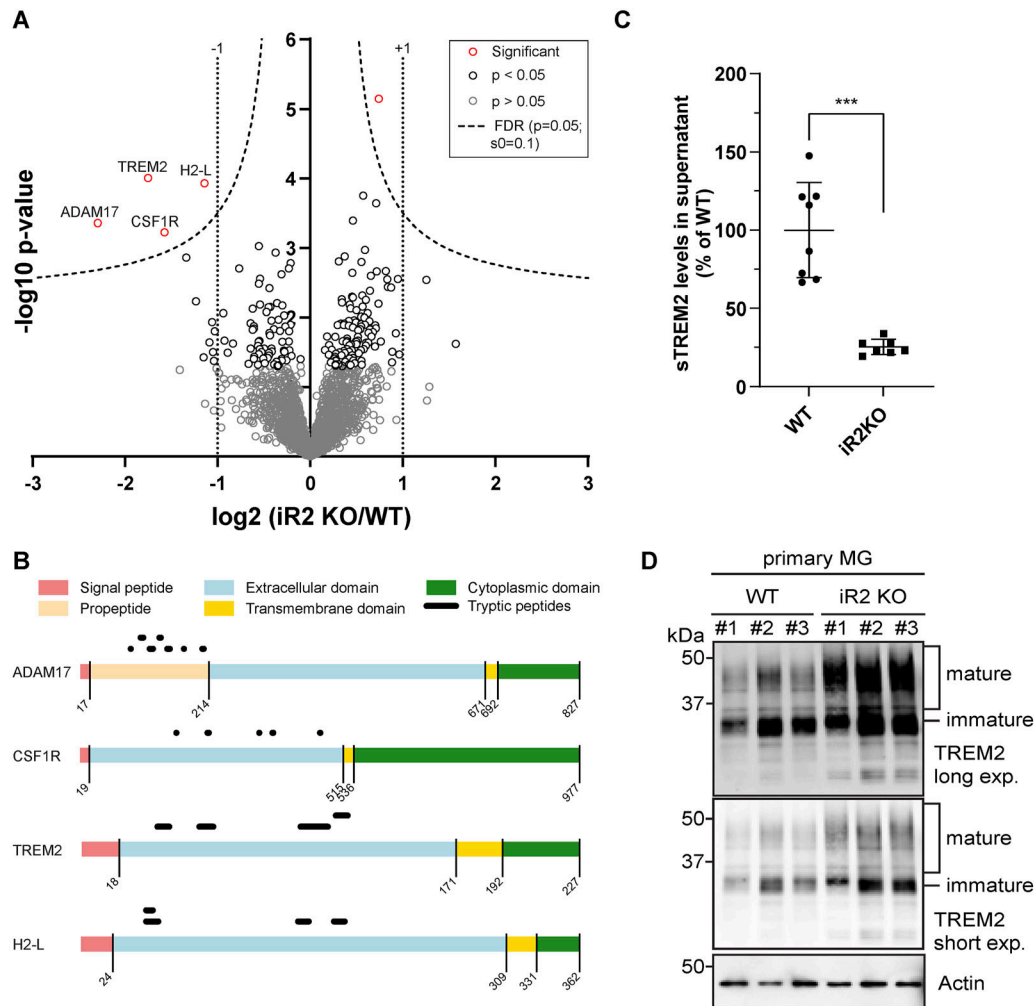 A
6
5
4
3
2
1
-log10 p-value
-3
-2
-1
0
1
2
3
log2 (iR2 KO/WT)
-1
+1
TREM2
H2-L
ADAM17
CSF1R
Significant
p < 0.05
p > 0.05
FDR (p=0.05;
s0=0.1)
C
200
150
100
50
0
sTREM2 levels in supernatant
(% of WT)
***
WT
iR2KO
B
Signal peptide
Extracellular domain
Cytoplasmic domain
Propeptide
Transmembrane domain
Tryptic peptides
ADAM17
17
214
671
692
827
CSF1R
19
515
536
977
TREM2
18
171
192
227
H2-L
24
309
331
362
D
primary MG
WT
iR2 KO
kDa
#1 #2 #3 #1 #2 #3
50
37
mature
immature
TREM2
long exp.
50
37
mature
immature
TREM2
short exp.
50
Actin